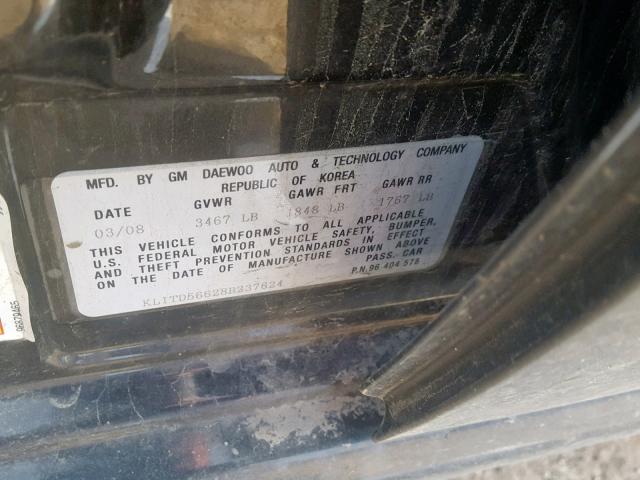 MFD. BY GM DAEWOO AUTO & TECHNOLOGY COMPANY
REPUBLIC OF KOREA
DATE GVWR GAWR FRT GAWR RR
03/08 3467 LB 1848 LB 1767 LB
THIS VEHICLE CONFORMS TO ALL APPLICABLE
U.S. FEDERAL MOTOR VEHICLE SAFETY, BUMPER,
AND THEFT PREVENTION STANDARDS IN EFFECT
ON THE DATE OF MANUFACTURE SHOWN ABOVE
PASS. CAR
KL1TD56628B237624 P.N 96 404 578
96879465